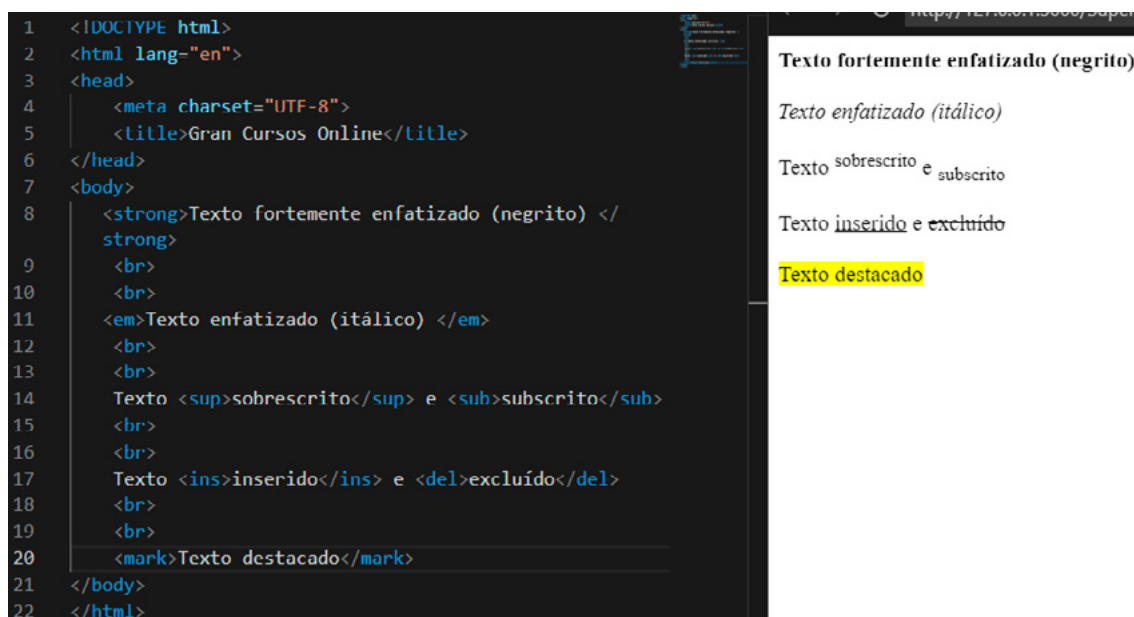 1 <!DOCTYPE html>
2 <html lang="en">
3 <head>
4 <meta charset="UTF-8">
5 <title>Gran Cursos Online</title>
6 </head>
7 <body>
8 <strong>Texto fortemente enfatizado (negrito) </
strong>
9 <br>
10 <br>
11 <em>Texto enfatizado (itálico) </em>
12 <br>
13 <br>
14 Texto <sup>sobrescrito</sup> e <sub>subscrito</sub>
15 <br>
16 <br>
17 Texto <ins>inserido</ins> e <del>excluído</del>
18 <br>
19 <br>
20 <mark>Texto destacado</mark>
21 </body>
22 </html>
Texto fortemente enfatizado (negrito)
Texto enfatizado (itálico)
Texto sobrescrito e subscrito
Texto inserido e excluído
Texto destacado